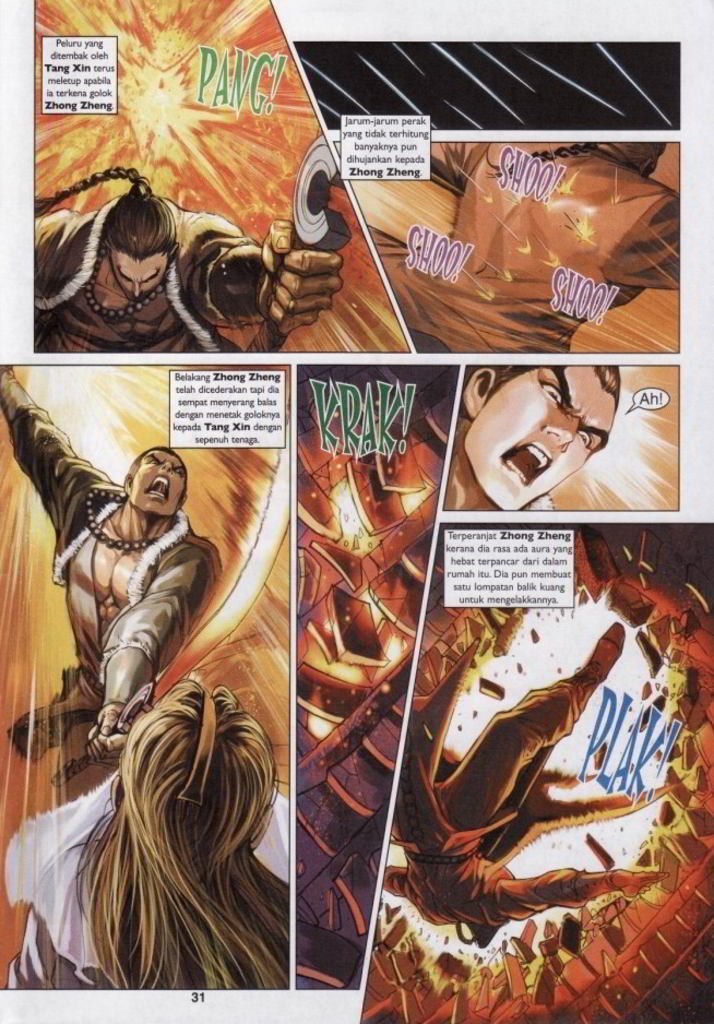 Peluru yang
ditembak oleh
Tang Xin terus
meletup apabila
ia terkena golok
Zhong Zheng.
PANG!
Jarum-jarum perak
yang tidak terhitung
banyaknya pun
dihujankan kepada
Zhong Zheng.
SHOO!
SHOO!
SHOO!
Belakang Zhong Zheng
telah dicederakan tapi dia
sempat menyerang balas
dengan menetak goloknya
kepada Tang Xin dengan
sepenuh tenaga.
KRAK!
Ah!
Terperanjat Zhong Zheng
kerana dia rasa ada aura yang
hebat terpancar dari dalam
rumah itu. Dia pun membuat
satu lompatan balik kuang
untuk mengelakkannya.
PLAK!
31